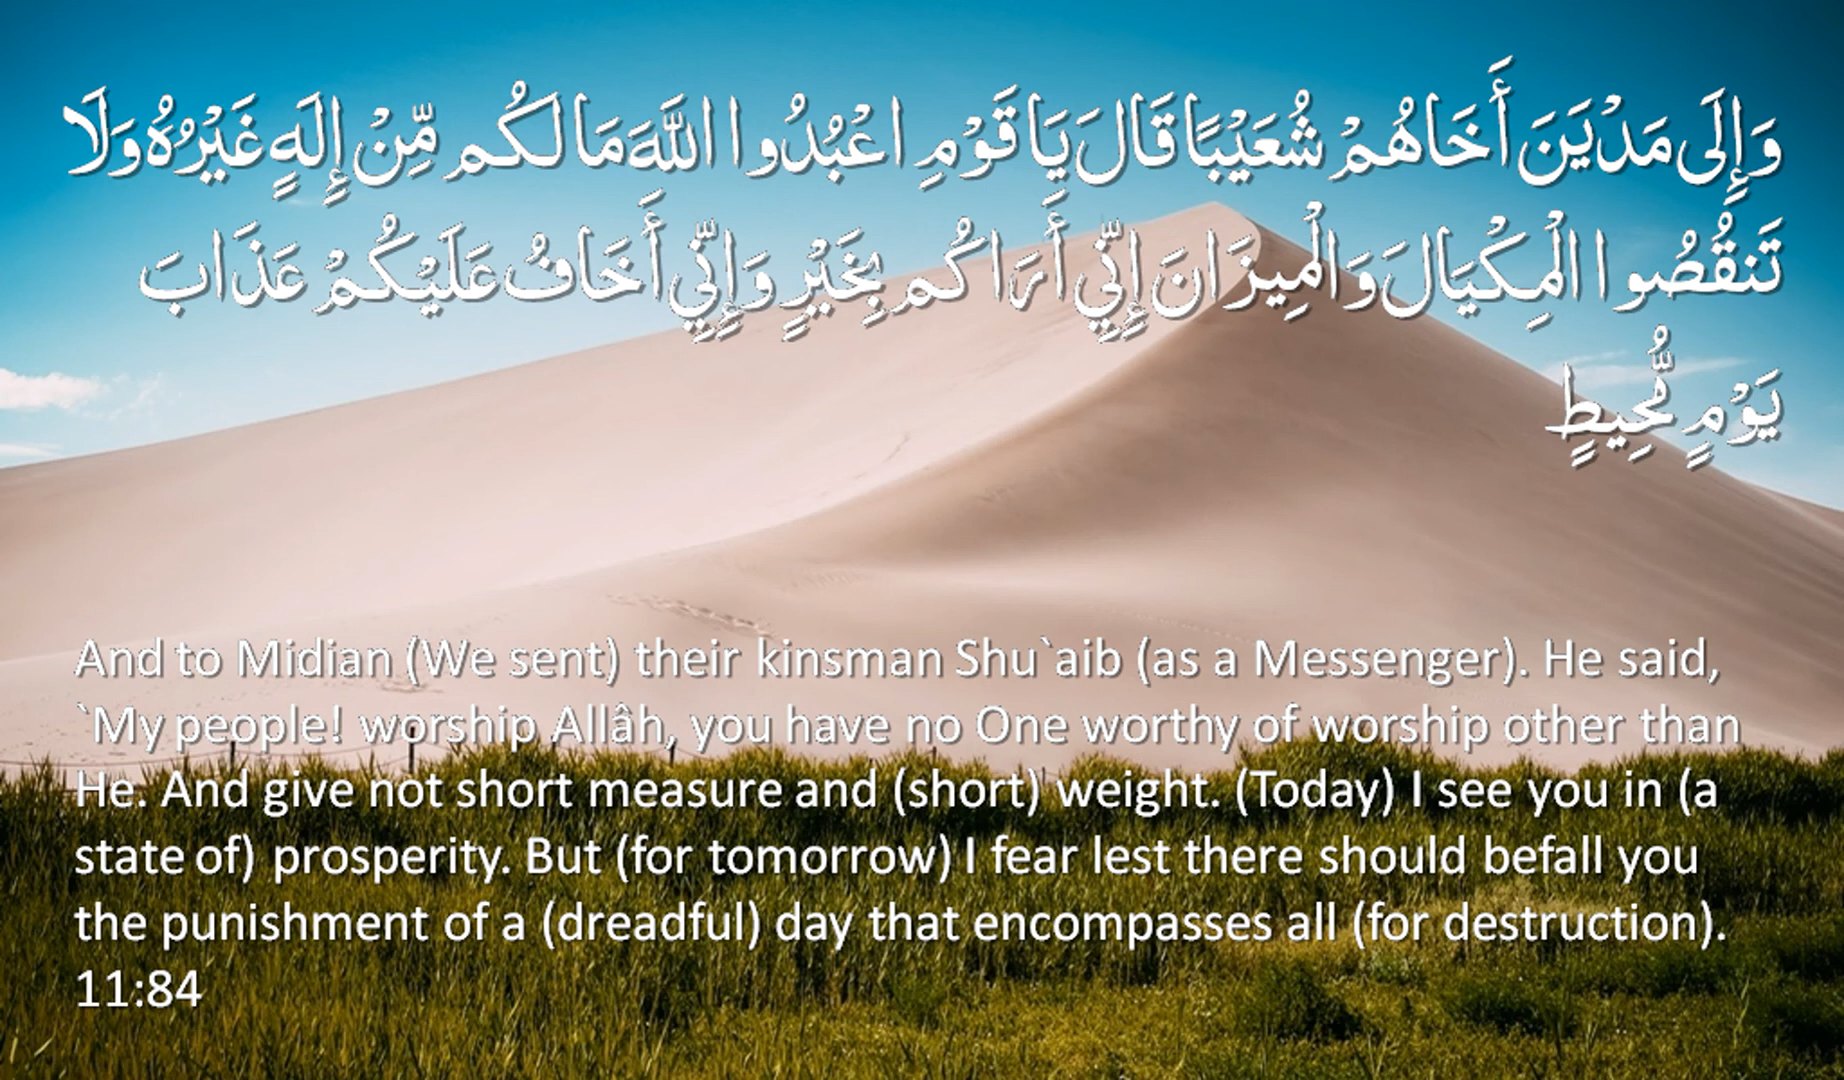 وَإِلَى مَدْيَنَ أَخَاهُمْ شُعَيْبًا قَالَ يَا قَوْمِ اعْبُدُوا اللَّهَ مَا لَكُم مِّنْ إِلَهٍ غَيْرُهُ وَلَا
تَنقُصُوا الْمِكْيَالَ وَالْمِيزَانَ إِنِّي أَرَاكُم بِخَيْرٍ وَإِنِّي أَخَافُ عَلَيْكُمْ عَذَابَ
يَوْمٍ مُّحِيطٍ
And to Midian (We sent) their kinsman Shu`aib (as a Messenger). He said,
`My people! worship Allâh, you have no One worthy of worship other than
He. And give not short measure and (short) weight. (Today) I see you in (a
state of) prosperity. But (for tomorrow) I fear lest there should befall you
the punishment of a (dreadful) day that encompasses all (for destruction).
11:84